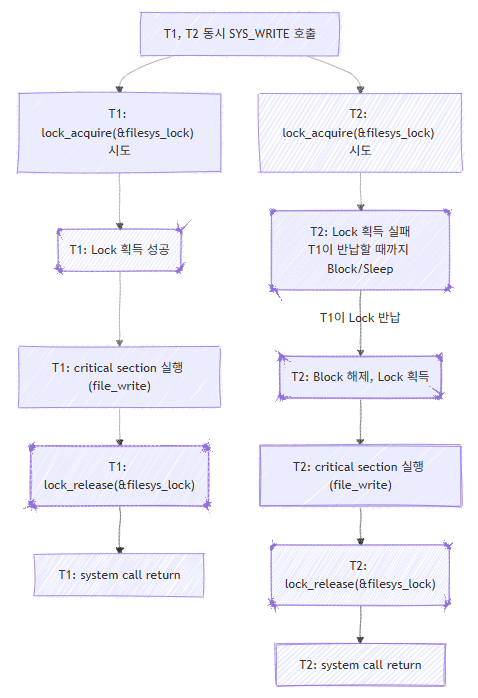 T1, T2 동시 SYS_WRITE 호출
T1:
lock_acquire(&filesys_lock)
시도
T1: Lock 획득 성공
T1: critical section 실행
(file_write)
T1:
lock_release(&filesys_lock)
T1: system call return
T2:
lock_acquire(&filesys_lock)
시도
T2: Lock 획득 실패
T1이 반납할 때까지
Block/Sleep
T1이 Lock 반납
T2: Block 해제, Lock 획득
T2: critical section 실행
(file_write)
T2:
lock_release(&filesys_lock)
T2: system call return